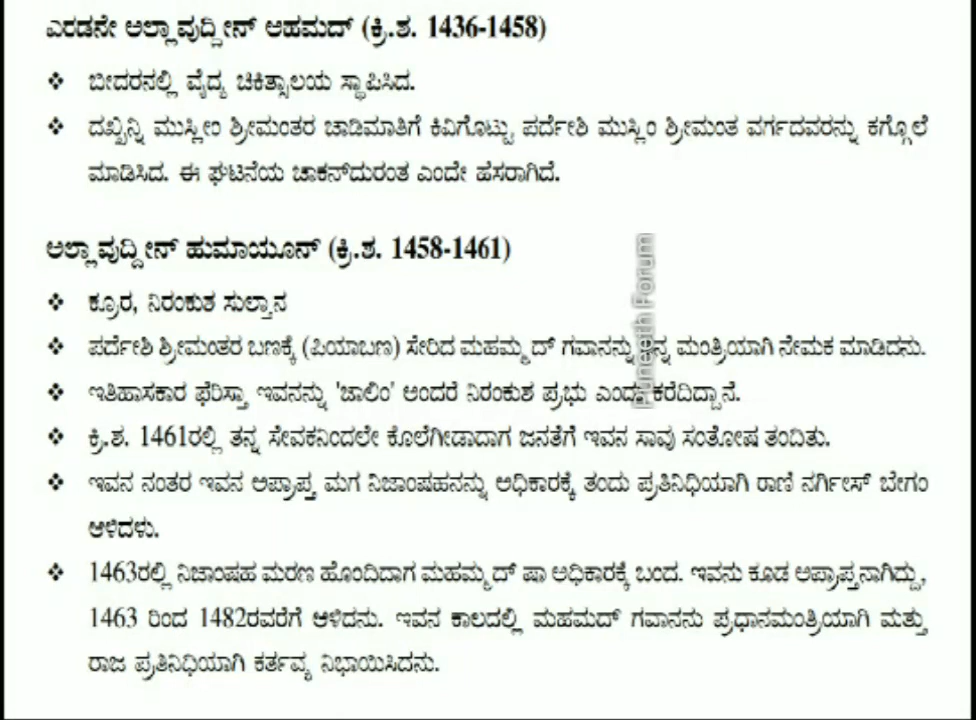 ಎರಡನೇ ಅಲ್ಲಾವುದ್ದೀನ್ ಅಹಮದ್ (ಕ್ರಿ.ಶ. 1436-1458)
❖ ಬೀದರನಲ್ಲಿ ವೈದ್ಯ ಚಿಕಿತ್ಸಾಲಯ ಸ್ಥಾಪಿಸಿದ.
❖ ದಖ್ಖಿನ್ನಿ ಮುಸ್ಲೀಂ ಶ್ರೀಮಂತರ ಚಾಡಿಮಾತಿಗೆ ಕಿವಿಗೊಟ್ಟು, ಪರ್ದೇಶಿ ಮುಸ್ಲಿಂ ಶ್ರೀಮಂತ ವರ್ಗದವರನ್ನು ಕಗ್ಗೊಲೆ
ಮಾಡಿಸಿದ. ಈ ಘಟನೆಯ ಚಾಕನ್‌ದುರಂತ ಎಂದೇ ಹೆಸರಾಗಿದೆ.
ಅಲ್ಲಾವುದ್ದೀನ್ ಹುಮಾಯೂನ್ (ಕ್ರಿ.ಶ. 1458-1461)
❖ ಕ್ರೂರ, ನಿರಂಕುಶ ಸುಲ್ತಾನ
❖ ಪರ್ದೇಶಿ ಶ್ರೀಮಂತರ ಬಣಕ್ಕೆ (ಪಿಯಾಬಣ) ಸೇರಿದ ಮಹಮ್ಮದ್ ಗವಾನನ್ನು ತನ್ನ ಮಂತ್ರಿಯಾಗಿ ನೇಮಕ ಮಾಡಿದನು.
❖ ಇತಿಹಾಸಕಾರ ಫೆರಿಸ್ತಾ ಇವನನ್ನು 'ಜಾಲಿಂ' ಅಂದರೆ ನಿರಂಕುಶ ಪ್ರಭು ಎಂದು ಕರೆದಿದ್ದಾನೆ.
❖ ಕ್ರಿ.ಶ. 1461ರಲ್ಲಿ ತನ್ನ ಸೇವಕನಿಂದಲೇ ಕೊಲೆಗೀಡಾದಾಗ ಜನತೆಗೆ ಇವನ ಸಾವು ಸಂತೋಷ ತಂದಿತು.
❖ ಇವನ ನಂತರ ಇವನ ಅಪ್ರಾಪ್ತ ಮಗ ನಿಜಾಂಷಹನನ್ನು ಅಧಿಕಾರಕ್ಕೆ ತಂದು ಪ್ರತಿನಿಧಿಯಾಗಿ ರಾಣಿ ನರ್ಗೀಸ್ ಬೇಗಂ
ಆಳಿದಳು.
❖ 1463ರಲ್ಲಿ ನಿಜಾಂಷಹ ಮರಣ ಹೊಂದಿದಾಗ ಮಹಮ್ಮದ್ ಷಾ ಅಧಿಕಾರಕ್ಕೆ ಬಂದ. ಇವನು ಕೂಡ ಅಪ್ರಾಪ್ತನಾಗಿದ್ದು,
1463 ರಿಂದ 1482ರವರೆಗೆ ಆಳಿದನು. ಇವನ ಕಾಲದಲ್ಲಿ ಮಹಮದ್ ಗವಾನನು ಪ್ರಧಾನಮಂತ್ರಿಯಾಗಿ ಮತ್ತು
ರಾಜ ಪ್ರತಿನಿಧಿಯಾಗಿ ಕರ್ತವ್ಯ ನಿಭಾಯಿಸಿದನು.
Puneeth Forum